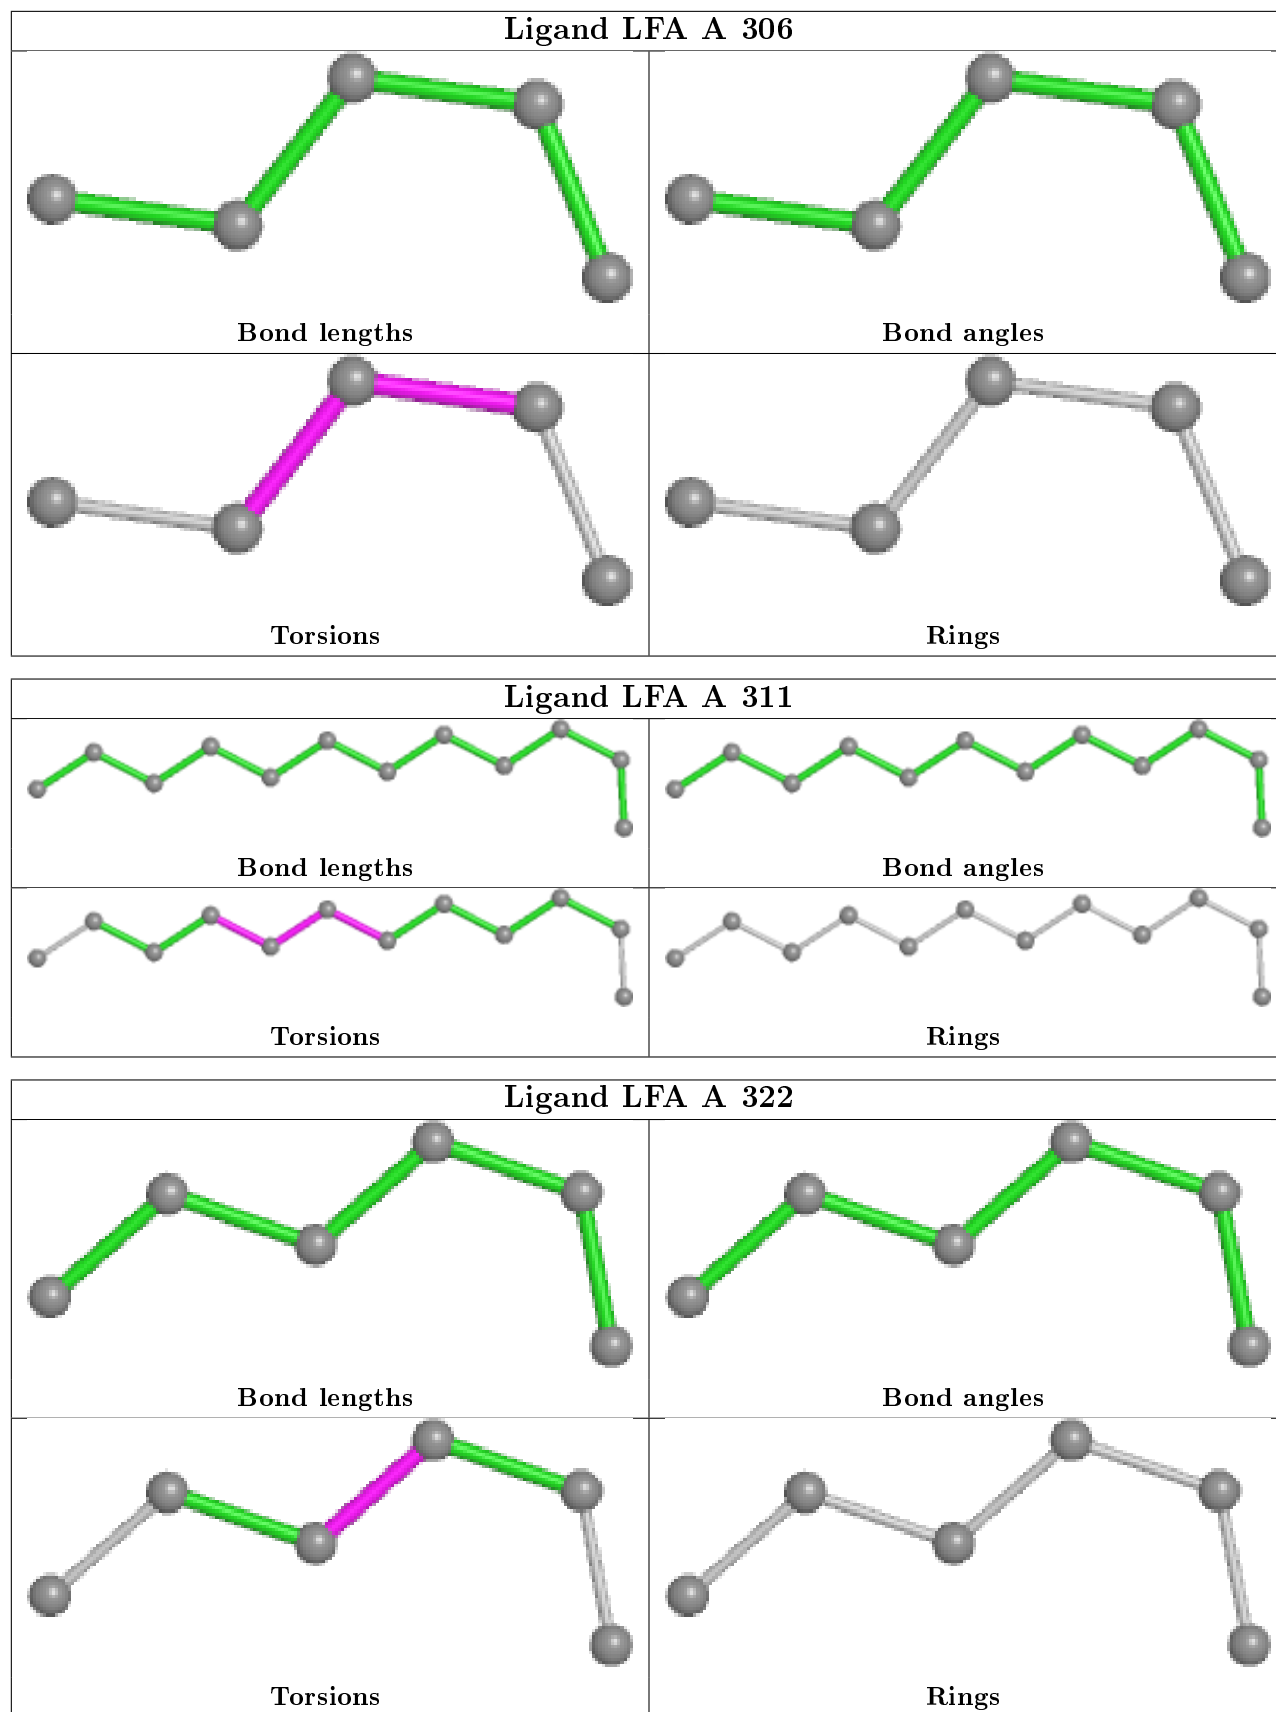 Ligand LFA A 306
Bond lengths
Bond angles
Torsions
Rings
Ligand LFA A 311
Bond lengths
Bond angles
Torsions
Rings
Ligand LFA A 322
Bond lengths
Bond angles
Torsions
Rings